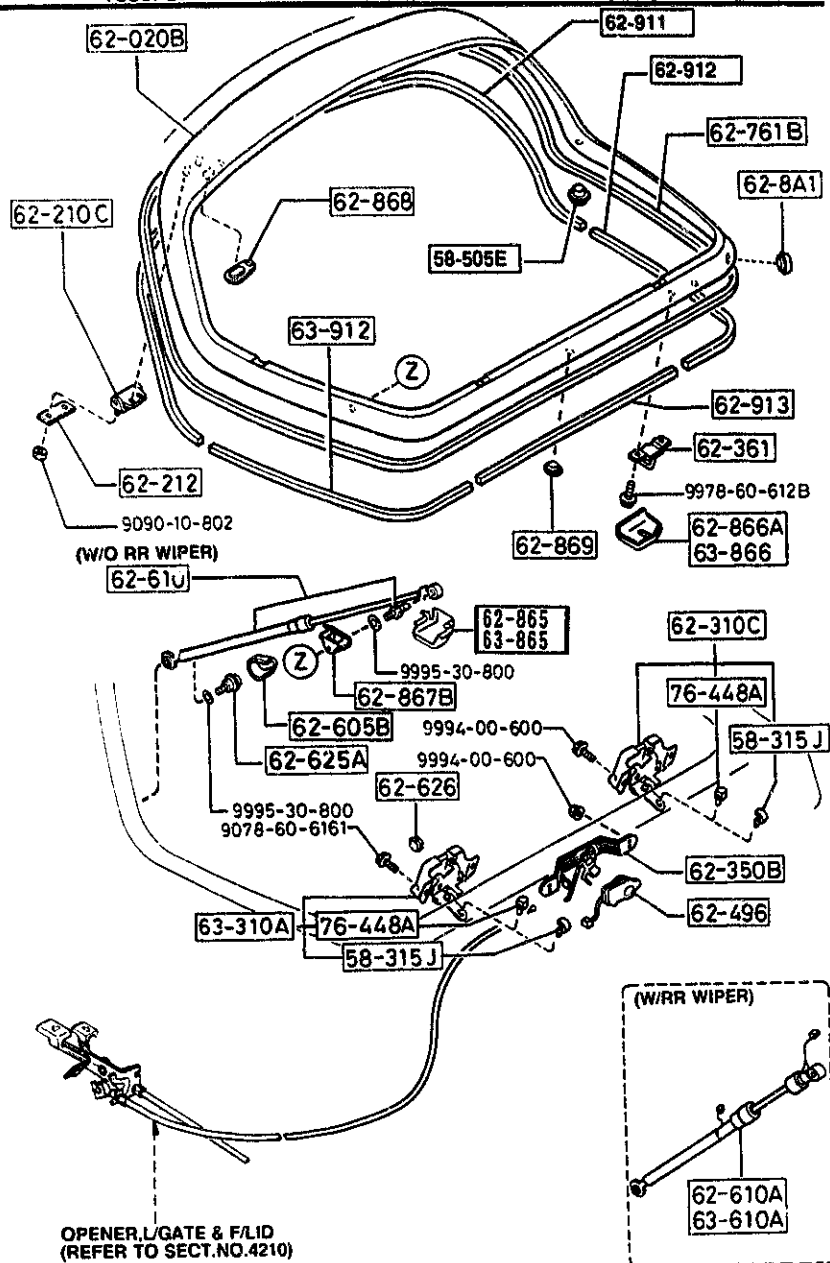 62-911
62-020B
62-912
62-761B
62-8A1
62-210C
62-868
58-505E
63-912
Z
62-913
62-361
62-212
9978-60-612B
9090-10-802
62-869
62-866A
63-866
(W/O RR WIPER)
62-610
62-865
63-865
62-310C
Z
9995-30-800
76-448A
62-867B
62-605B
9994-00-600
58-315J
62-625A
9994-00-600
62-626
9995-30-800
9078-60-6161
62-350B
62-496
63-310A
76-448A
58-315J
(W/RR WIPER)
62-610A
63-610A
OPENER,L/GATE & F/LID
(REFER TO SECT.NO.4210)